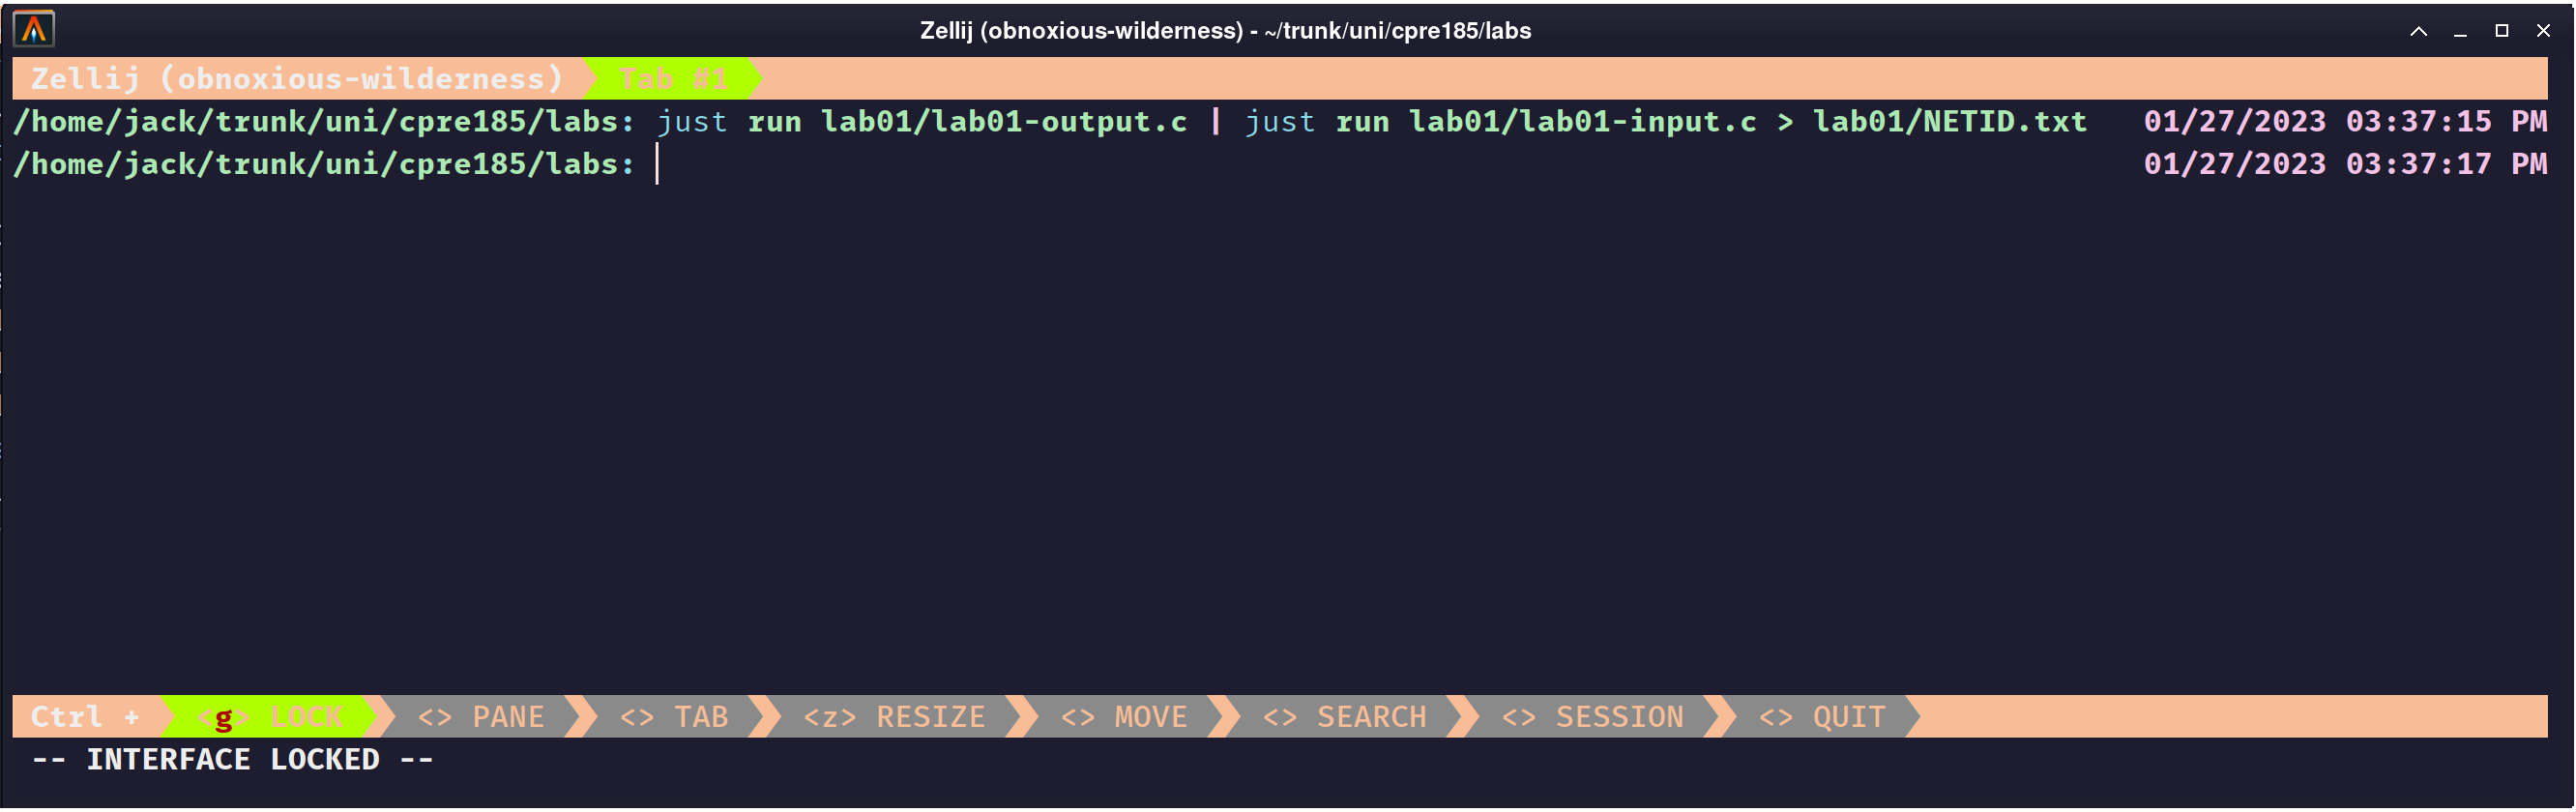 Zellij (obnoxious-wilderness) - ~/trunk/uni/cpre185/labs
Zellij (obnoxious-wilderness) Tab #1
/home/jack/trunk/uni/cpre185/labs: just run lab01/lab01-output.c | just run lab01/lab01-input.c > lab01/NETID.txt 01/27/2023 03:37:15 PM
/home/jack/trunk/uni/cpre185/labs: 01/27/2023 03:37:17 PM
Ctrl + <g> LOCK <> PANE <> TAB <z> RESIZE <> MOVE <> SEARCH <> SESSION <> QUIT
-- INTERFACE LOCKED --